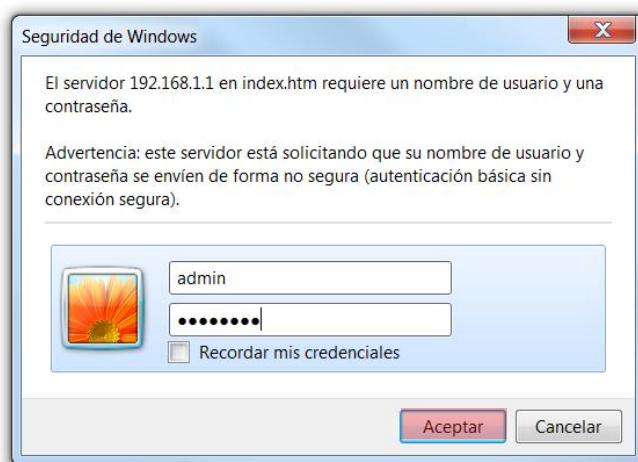 Seguridad de Windows
El servidor 192.168.1.1 en index.htm requiere un nombre de usuario y una
contraseña.
Advertencia: este servidor está solicitando que su nombre de usuario y
contraseña se envíen de forma no segura (autenticación básica sin
conexión segura).
admin
●●●●●●●●
Recordar mis credenciales
Aceptar Cancelar